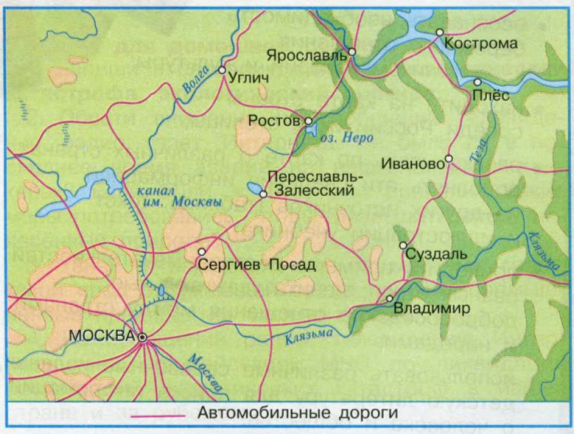 Ярославль
Кострома
Волга
Углич
Плёс
Ростов
оз. Неро
Иваново
Теза
Переславль-
Залесский
канал
им. Москвы
Сергиев Посад
Суздаль
Клязьма
Владимир
МОСКВА
Клязьма
Москва
Автомобильные дороги